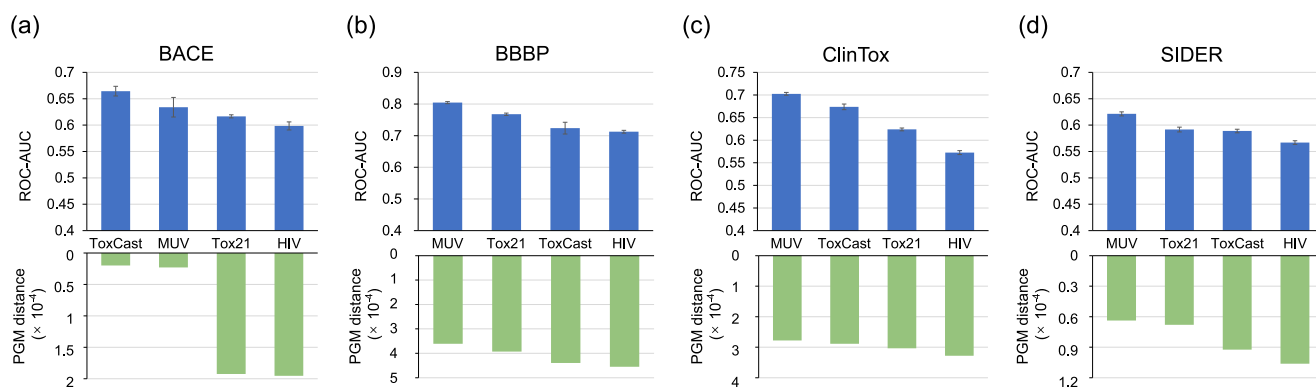 (a)
BACE
ROC-AUC
0.7
0.65
0.6
0.55
0.5
0.45
0.4
ToxCast MUV Tox21 HIV
PGM distance
(× 10⁻⁴)
0
0.5
1
1.5
2
(b)
BBBP
ROC-AUC
0.9
0.8
0.7
0.6
0.5
0.4
MUV Tox21 ToxCast HIV
PGM distance
(× 10⁻⁴)
0
1
2
3
4
5
(c)
ClinTox
ROC-AUC
0.75
0.7
0.65
0.6
0.55
0.5
0.45
0.4
MUV ToxCast Tox21 HIV
PGM distance
(× 10⁻⁴)
0
1
2
3
4
(d)
SIDER
ROC-AUC
0.7
0.65
0.6
0.55
0.5
0.45
0.4
MUV Tox21 ToxCast HIV
PGM distance
(× 10⁻⁴)
0
0.3
0.6
0.9
1.2